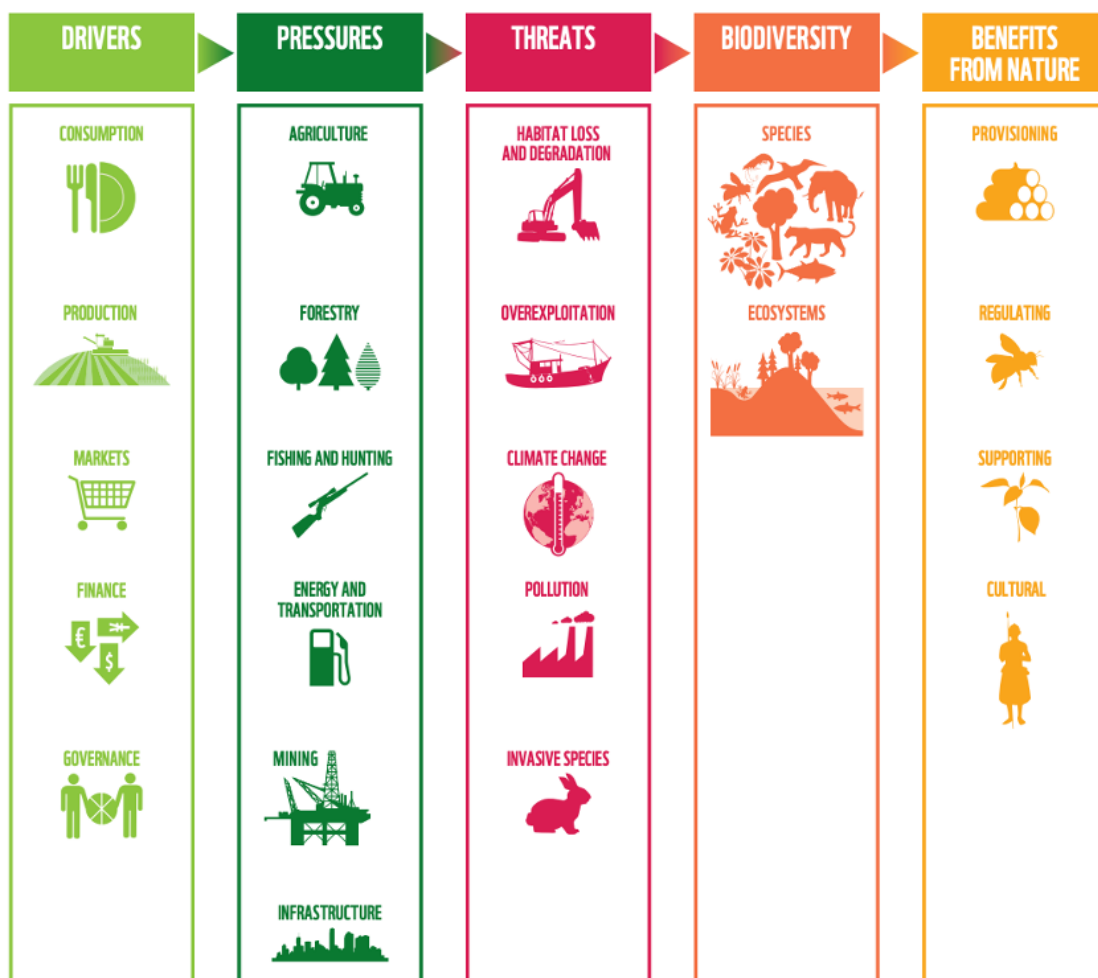 DRIVERS
PRESSURES
THREATS
BIODIVERSITY
BENEFITS
FROM NATURE
CONSUMPTION
PRODUCTION
MARKETS
FINANCE
€
$
GOVERNANCE
AGRICULTURE
FORESTRY
FISHING AND HUNTING
ENERGY AND
TRANSPORTATION
MINING
INFRASTRUCTURE
HABITAT LOSS
AND DEGRADATION
OVEREXPLOITATION
CLIMATE CHANGE
POLLUTION
INVASIVE SPECIES
SPECIES
ECOSYSTEMS
PROVISIONING
REGULATING
SUPPORTING
CULTURAL